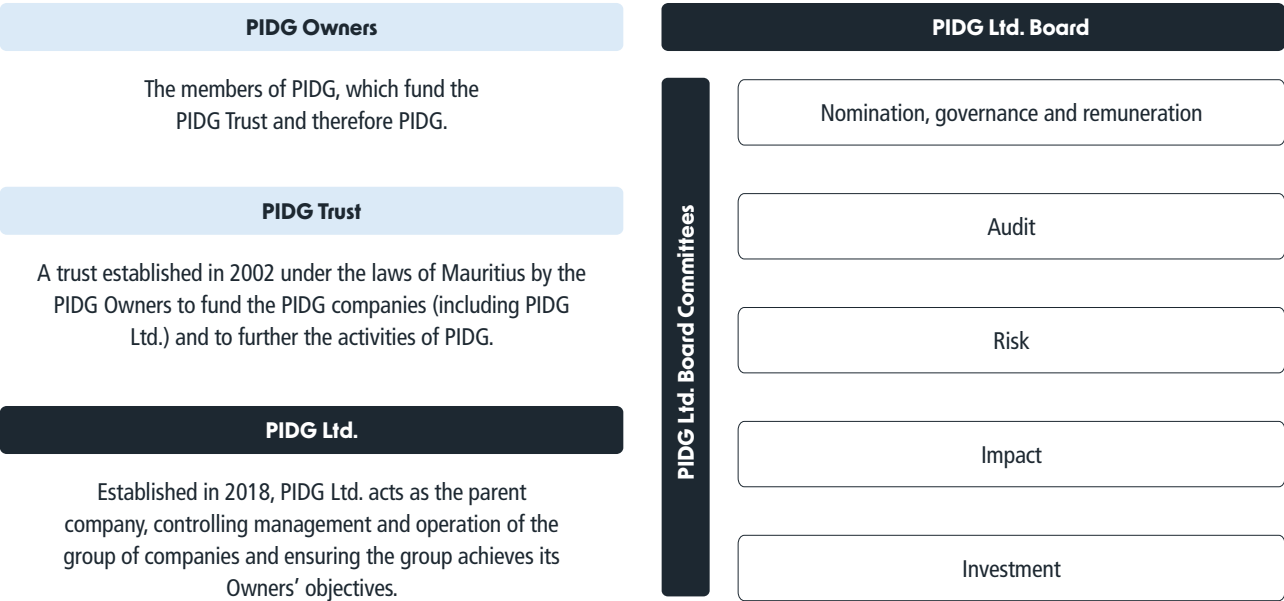 PIDG Owners
The members of PIDG, which fund the
PIDG Trust and therefore PIDG.
PIDG Trust
A trust established in 2002 under the laws of Mauritius by the
PIDG Owners to fund the PIDG companies (including PIDG
Ltd.) and to further the activities of PIDG.
PIDG Ltd.
Established in 2018, PIDG Ltd. acts as the parent
company, controlling management and operation of the
group of companies and ensuring the group achieves its
Owners’ objectives.
PIDG Ltd. Board
PIDG Ltd. Board Committees
Nomination, governance and remuneration
Audit
Risk
Impact
Investment